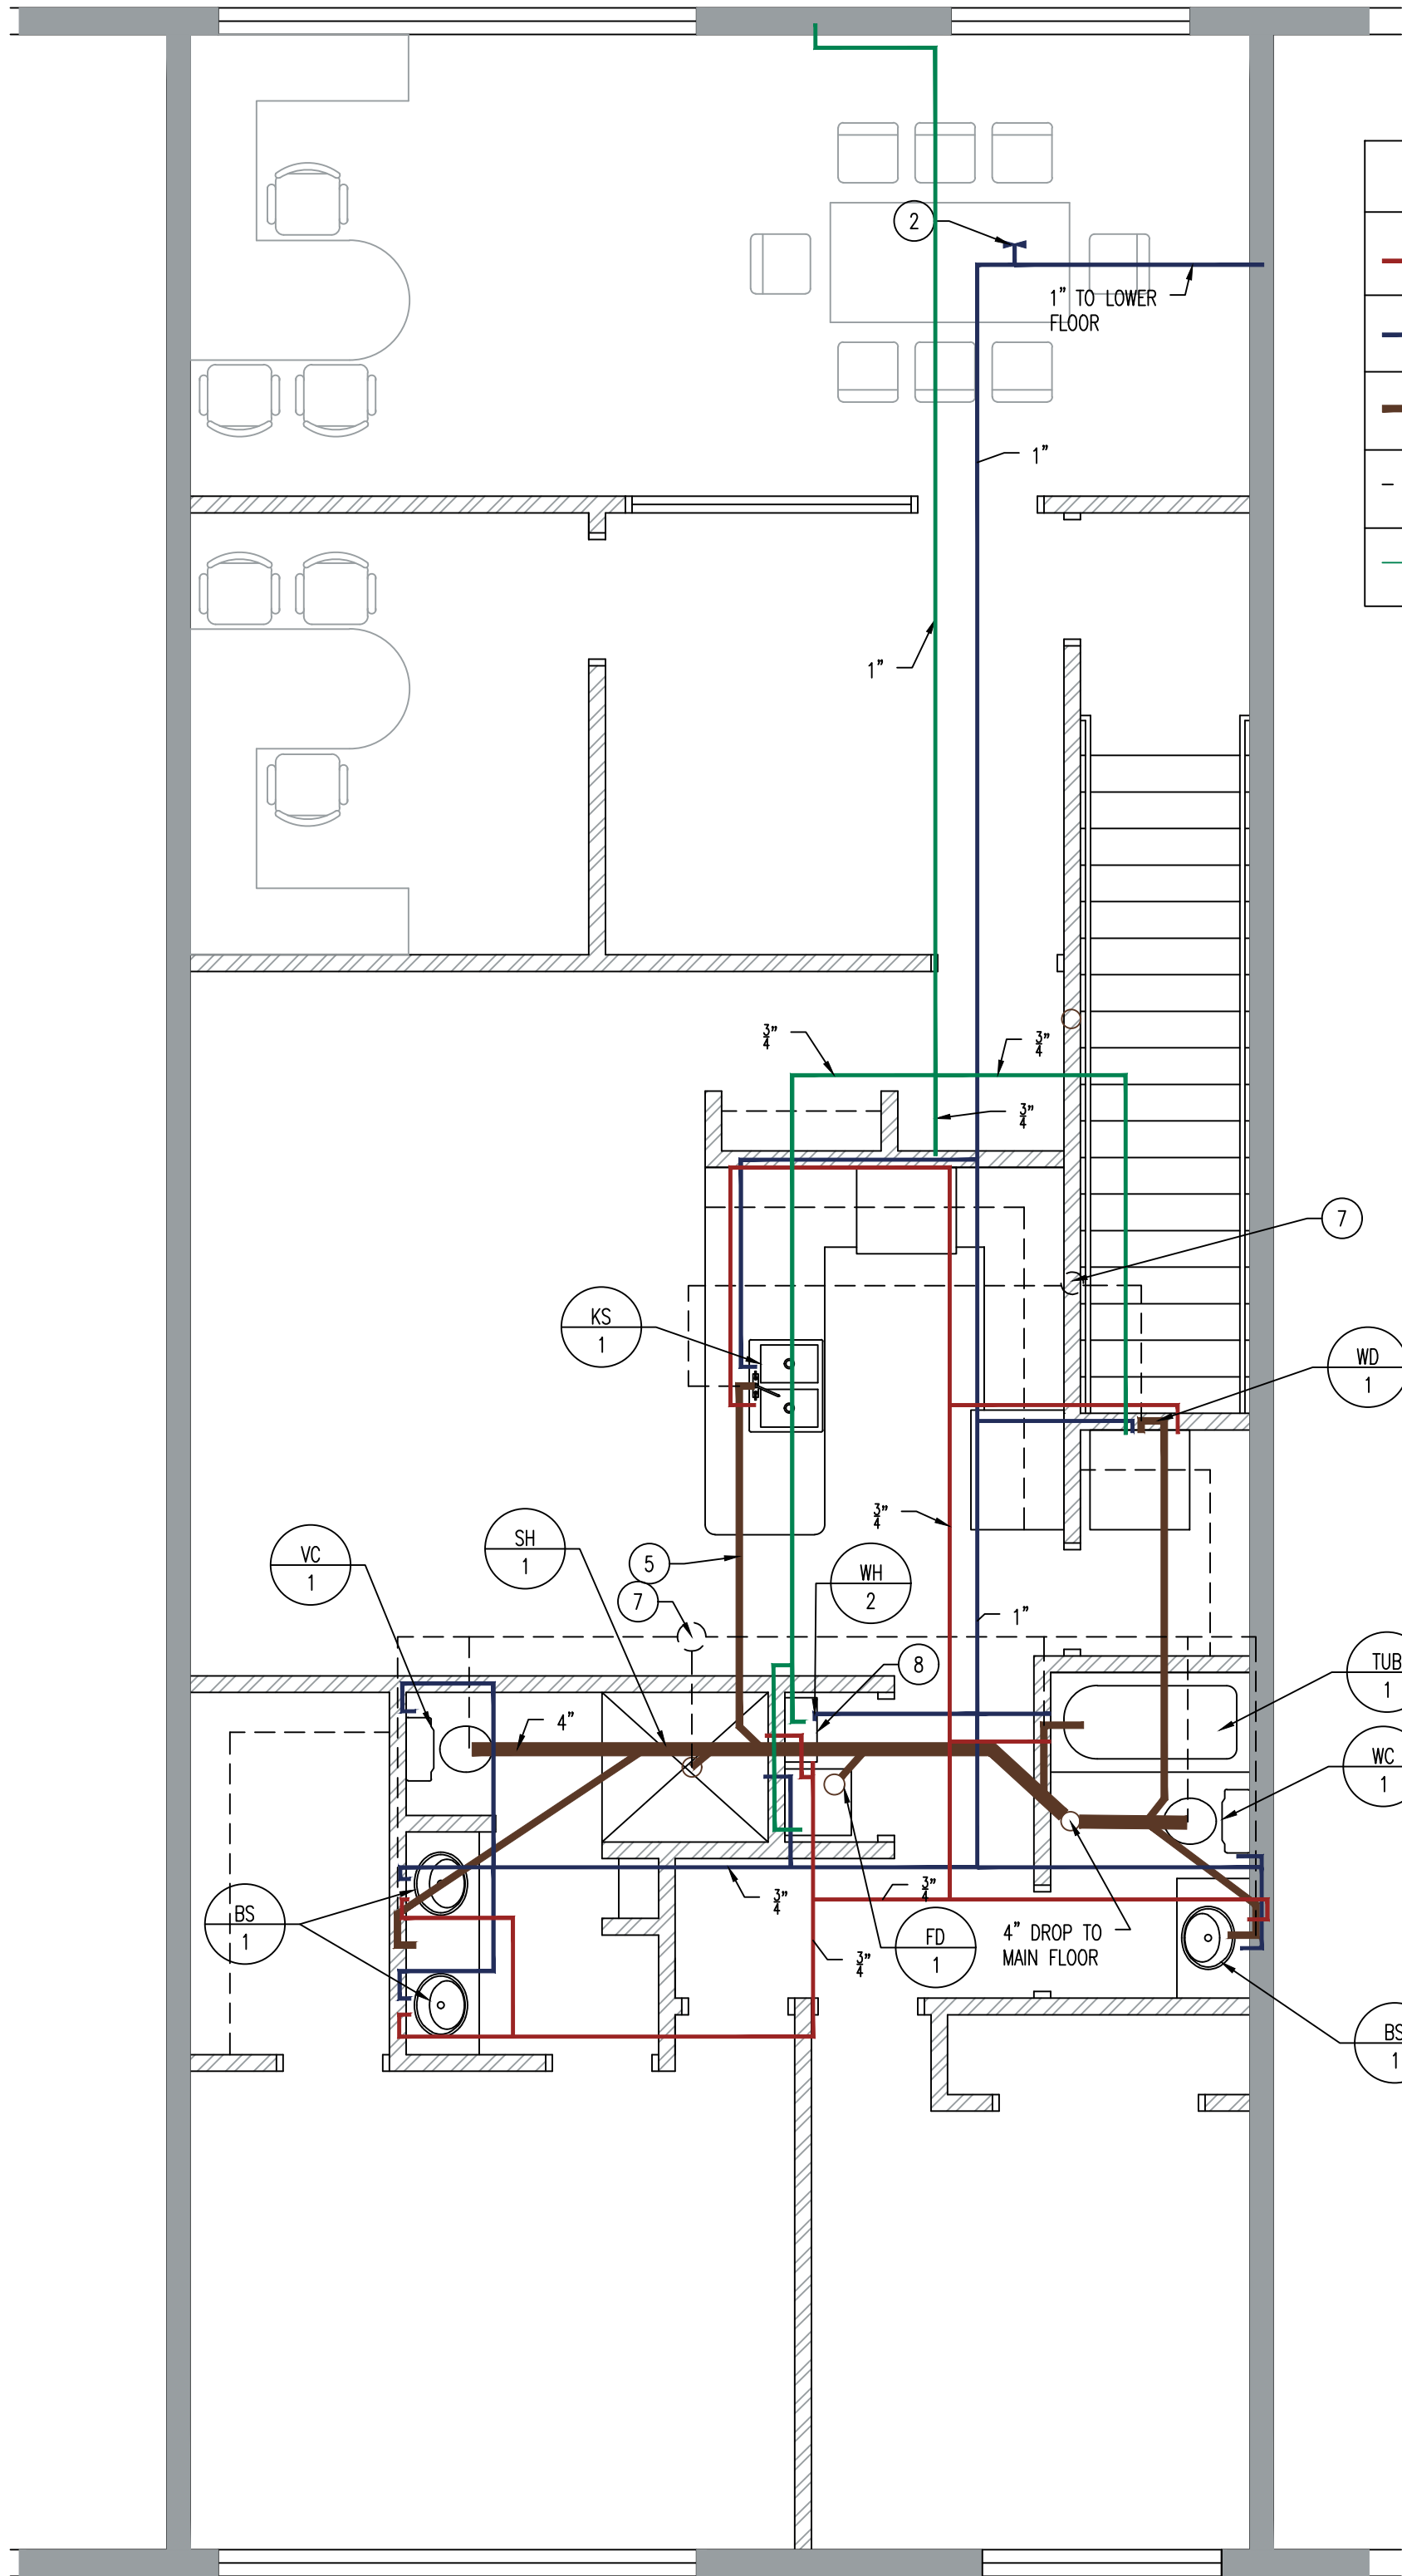 2
1" TO LOWER
FLOOR
1"
1"
3/4"
3/4"
3/4"
7
KS
1
WD
1
3/4"
SH
1
VC
1
5
WH
2
7
1"
8
TUB
1
4"
WC
1
3/4"
3/4"
BS
1
FD
1
4" DROP TO
MAIN FLOOR
3/4"
BS
1